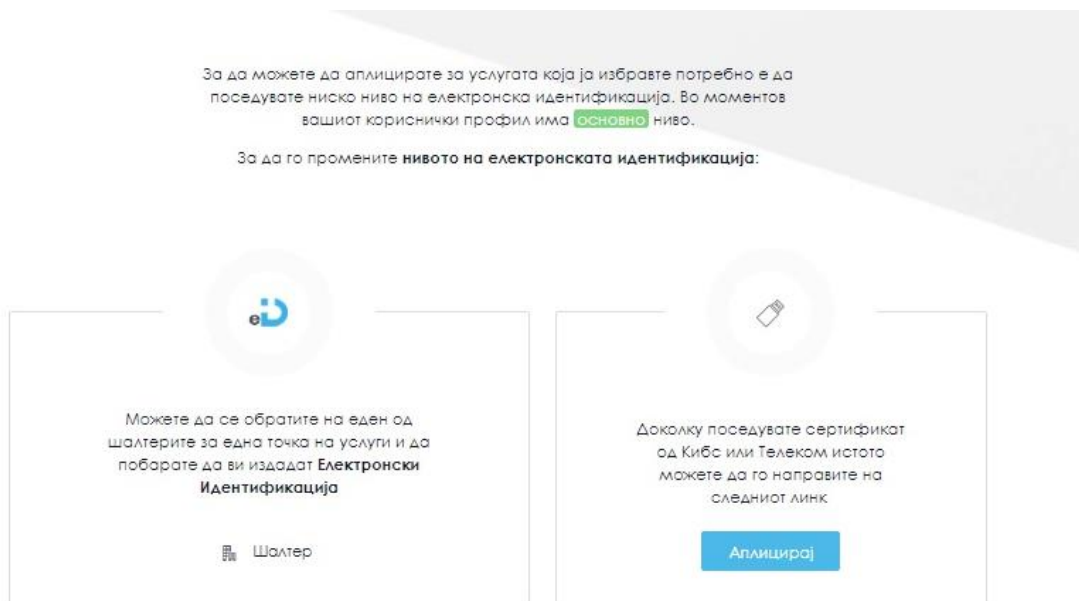 За да можете да аплицирате за услугата која ја избравте потребно е да
поседувате ниско ниво на електронска идентификација. Во моментов
вашиот кориснички профил има основно ниво.
За да го промените нивото на електронската идентификација:
eID
Можете да се обратите на еден од
шалтерите за една точка на услуги и да
побарате да ви издадат Електронски
Идентификација
Шалтер
Доколку поседувате сертификат
од Кибс или Телеком истото
можете да го направите на
следниот линк
Аплицирај